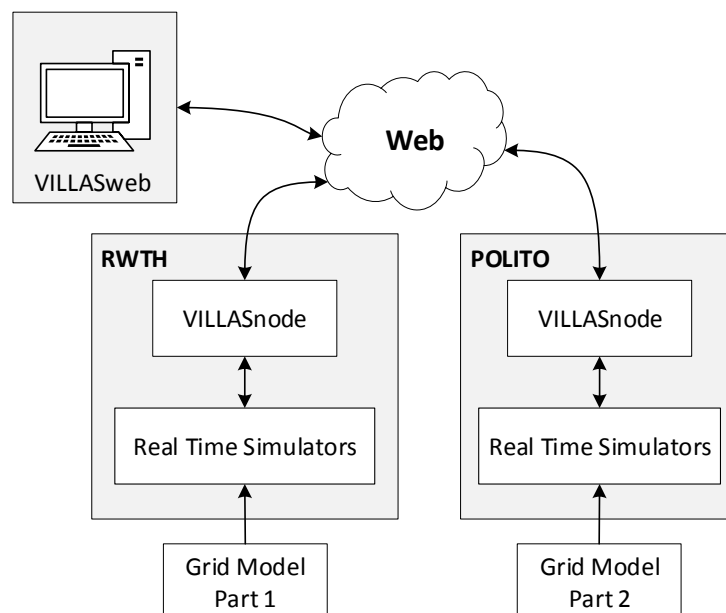 Web
VILLASweb
RWTH
VILLASnode
Real Time Simulators
Grid Model
Part 1
POLITO
VILLASnode
Real Time Simulators
Grid Model
Part 2